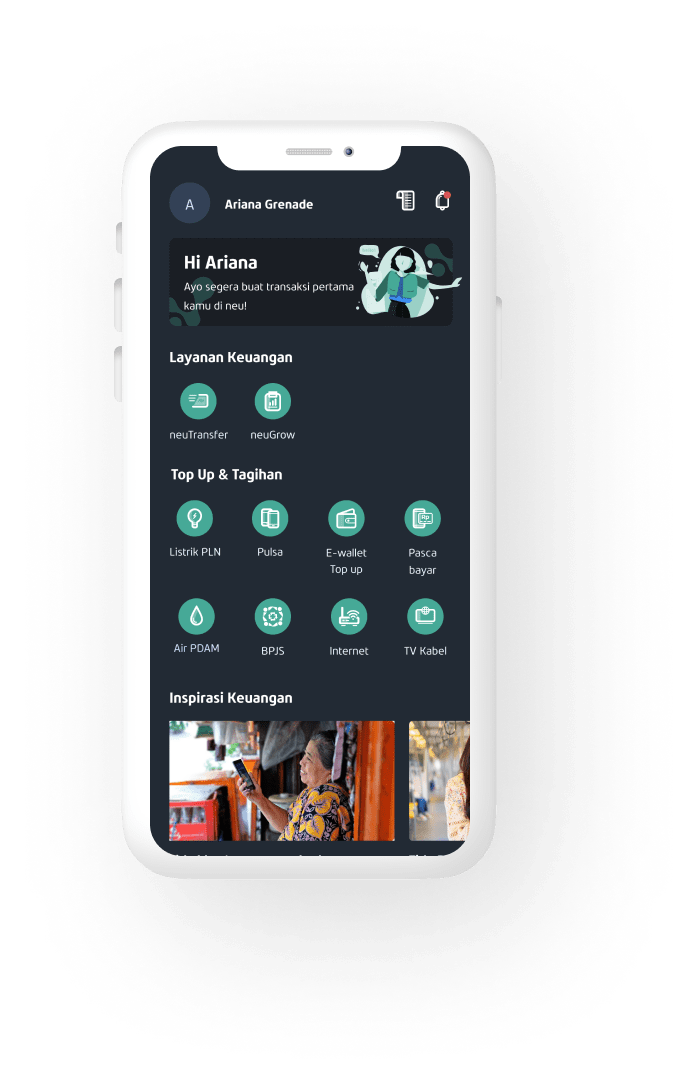 A
Ariana Grenade
Hi Ariana
Ayo segera buat transaksi pertama
kamu di neu!
Layanan Keuangan
neuTransfer
neuGrow
Top Up & Tagihan
Listrik PLN
Pulsa
E-wallet
Top up
Pasca
bayar
Air PDAM
BPJS
Internet
TV Kabel
Inspirasi Keuangan